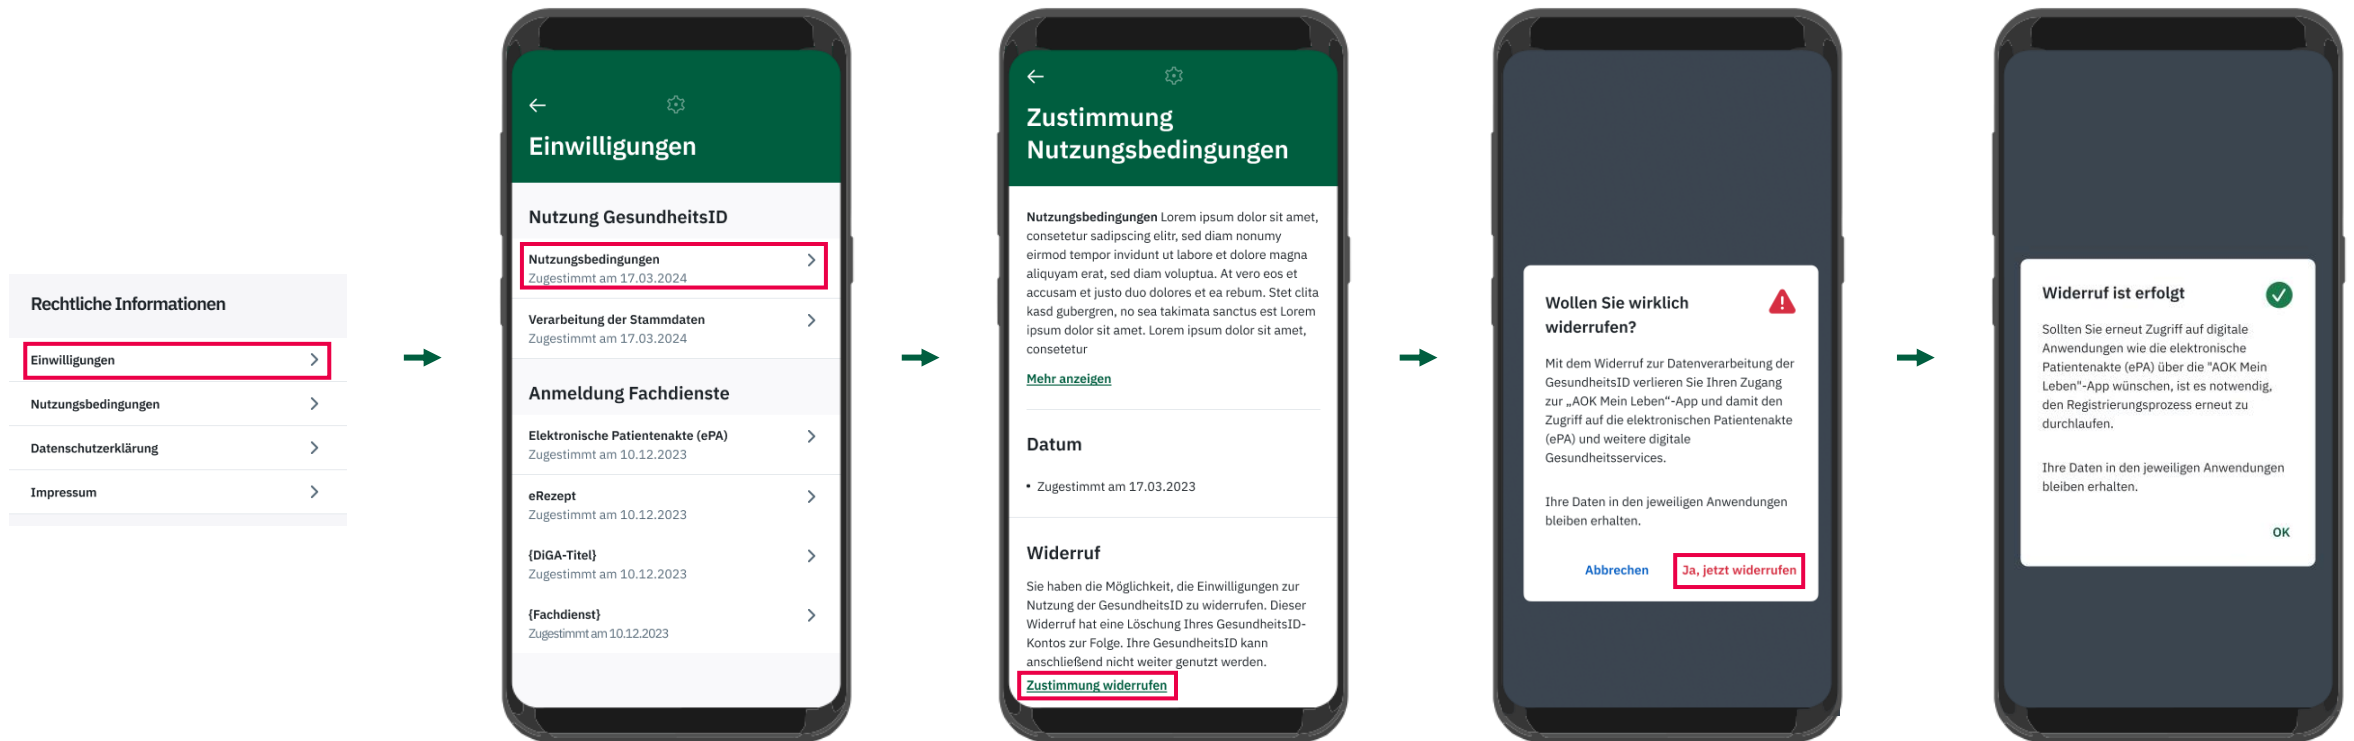 Rechtliche Informationen
Einwilligungen
Nutzungsbedingungen
Datenschutzerklärung
Impressum
Einwilligungen
Nutzung GesundheitsID
Nutzungsbedingungen
Zugestimmt am 17.03.2024
Verarbeitung der Stammdaten
Zugestimmt am 17.03.2024
Anmeldung Fachdienste
Elektronische Patientenakte (ePA)
Zugestimmt am 10.12.2023
eRezept
Zugestimmt am 10.12.2023
{DiGA-Titel}
Zugestimmt am 10.12.2023
{Fachdienst}
Zugestimmt am 10.12.2023
Zustimmung
Nutzungsbedingungen
Nutzungsbedingungen Lorem ipsum dolor sit amet,
consetetur sadipscing elitr, sed diam nonumy
eirmod tempor invidunt ut labore et dolore magna
aliquyam erat, sed diam voluptua. At vero eos et
accusam et justo duo dolores et ea rebum. Stet clita
kasd gubergren, no sea takimata sanctus est Lorem
ipsum dolor sit amet. Lorem ipsum dolor sit amet,
consetetur
Mehr anzeigen
Datum
• Zugestimmt am 17.03.2023
Widerruf
Sie haben die Möglichkeit, die Einwilligungen zur
Nutzung der GesundheitsID zu widerrufen. Dieser
Widerruf hat eine Löschung Ihres GesundheitsID-
Kontos zur Folge. Ihre GesundheitsID kann
anschließend nicht weiter genutzt werden.
Zustimmung widerrufen
Wollen Sie wirklich
widerrufen?
Mit dem Widerruf zur Datenverarbeitung der
GesundheitsID verlieren Sie Ihren Zugang
zur „AOK Mein Leben“-App und damit den
Zugriff auf die elektronischen Patientenakte
(ePA) und weitere digitale
Gesundheitsservices.
Ihre Daten in den jeweiligen Anwendungen
bleiben erhalten.
Abbrechen
Ja, jetzt widerrufen
Widerruf ist erfolgt
Sollten Sie erneut Zugriff auf digitale
Anwendungen wie die elektronische
Patientenakte (ePA) über die "AOK Mein
Leben"-App wünschen, ist es notwendig,
den Registrierungsprozess erneut zu
durchlaufen.
Ihre Daten in den jeweiligen Anwendungen
bleiben erhalten.
OK